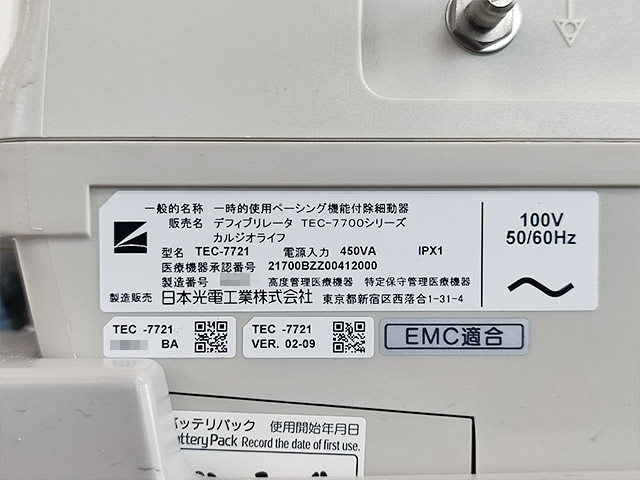 一般的名称 一時的使用ペーシング機能付除細動器
販売名 デフィブリレータ TEC-7700シリーズ
カルジオライフ
型名 TEC-7721 電源入力 450VA IPX1
医療機器承認番号 21700BZZ00412000
製造番号 高度管理医療機器 特定保守管理医療機器
製造販売 日本光電工業株式会社 東京都新宿区西落合1-31-4
100V
50/60Hz
TEC -7721
BA
TEC -7721
VER. 02-09
EMC適合
バッテリパック 使用開始年月日
BatteryPack Record the date of first use.